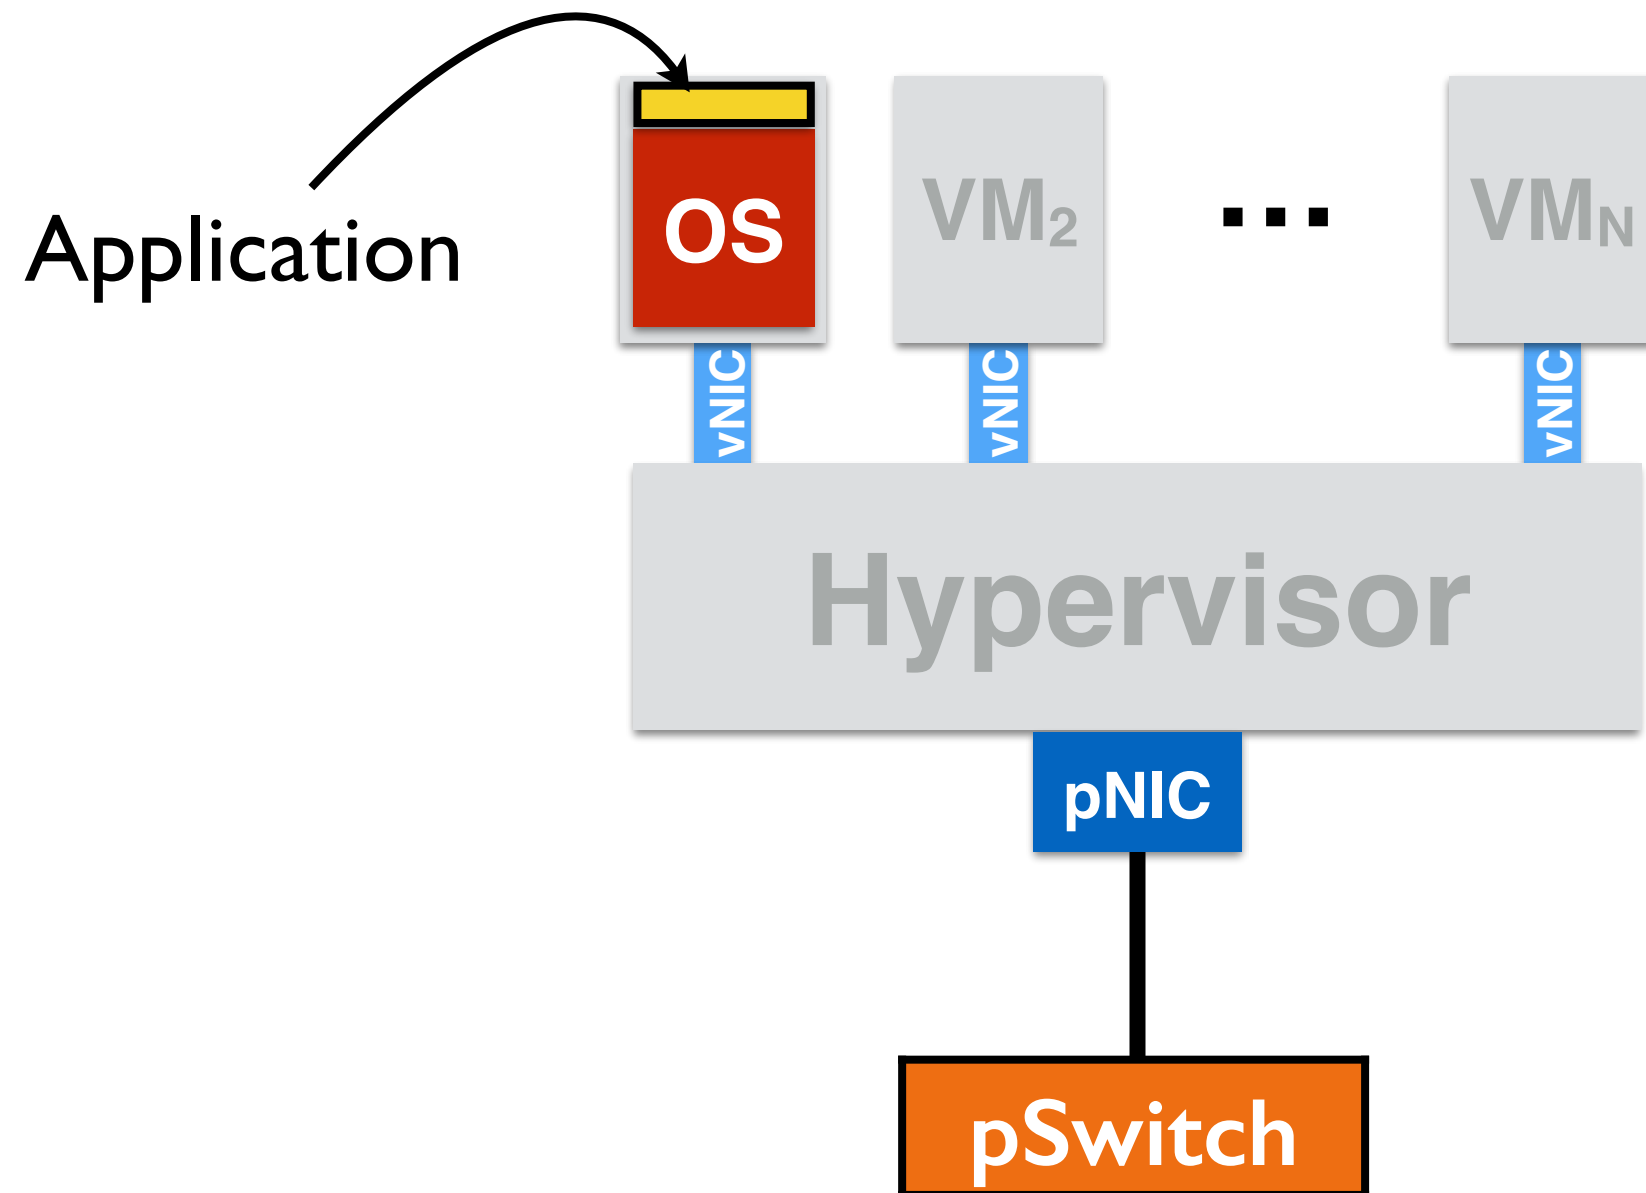 Application
OS
VM₂
...
VMN
vNIC
vNIC
vNIC
Hypervisor
pNIC
pSwitch